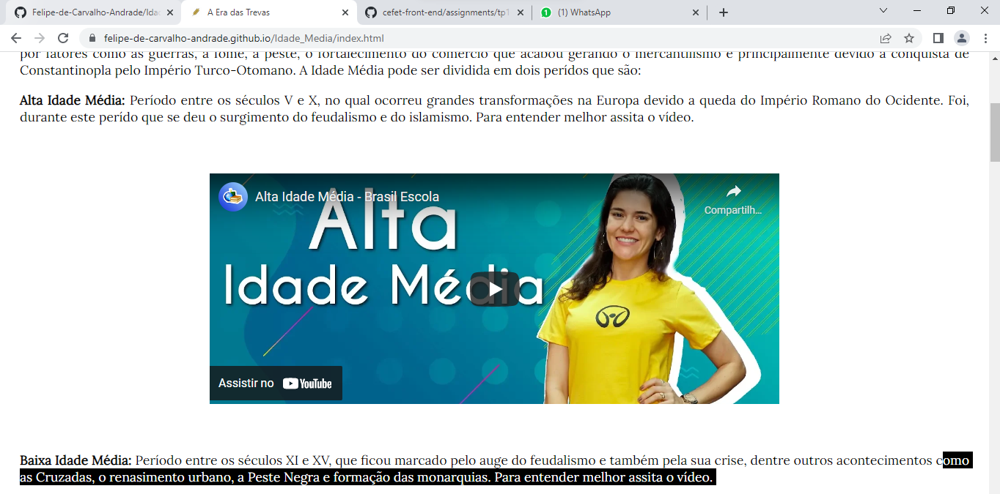 Felipe-de-Carvalho-Andrade/Idad
A Era das Trevas
cefet-front-end/assignments/tp1
1 (1) WhatsApp
felipe-de-carvalho-andrade.github.io/Idade_Media/index.html
por fatores como as guerras, a fome, a peste, o fortalecimento do comércio que acabou gerando o mercantilismo e principalmente devido a conquista de
Constantinopla pelo Império Turco-Otomano. A Idade Média pode ser dividida em dois perídos que são:
Alta Idade Média: Período entre os séculos V e X, no qual ocorreu grandes transformações na Europa devido a queda do Império Romano do Ocidente. Foi,
durante este perído que se deu o surgimento do feudalismo e do islamismo. Para entender melhor assita o vídeo.
Alta Idade Média - Brasil Escola
Compartilh...
Alta
Idade Média
Assistir no YouTube
Baixa Idade Média: Período entre os séculos XI e XV, que ficou marcado pelo auge do feudalismo e também pela sua crise, dentre outros acontecimentos como
as Cruzadas, o renasimento urbano, a Peste Negra e formação das monarquias. Para entender melhor assita o vídeo.